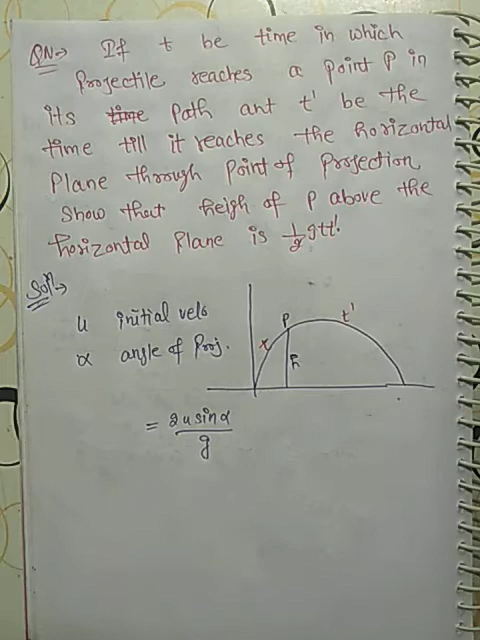 QN→ If t be time in which
Projectile reaches a point P in
its time Path ant t' be the
time till it reaches the horizontal
Plane through Point of Projection,
Show that heigh of P above the
horizontal Plane is 1/2 gtt'.
Sol^n→
u initial velo
α angle of Proj.
P
t'
t
h
= 2u sinα / g